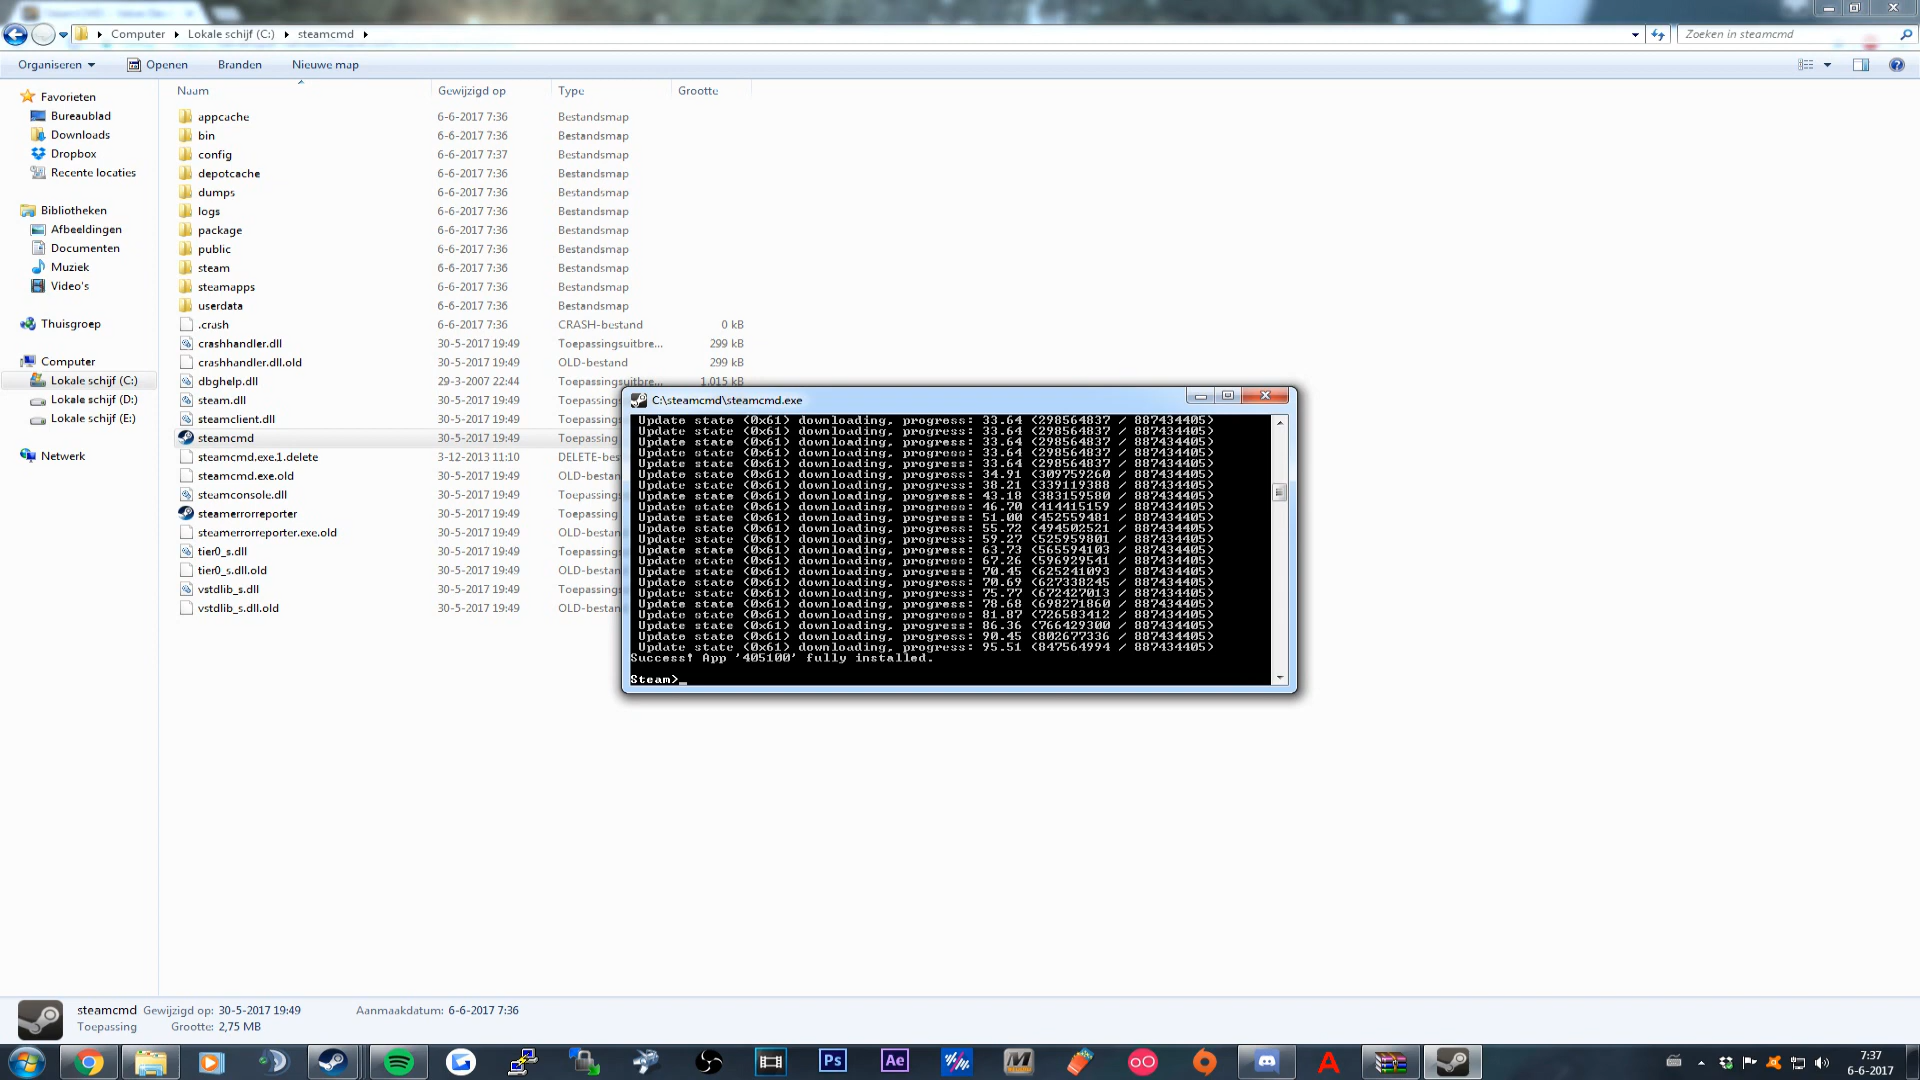 Computer Lokale schijf (C:) steamcmd
Zoeken in steamcmd
Organiseren Openen Branden Nieuwe map
Naam Gewijzigd op Type Grootte
Favorieten
Bureaublad
Downloads
Dropbox
Recente locaties
Bibliotheken
Afbeeldingen
Documenten
Muziek
Video's
Thuisgroep
Computer
Lokale schijf (C:)
Lokale schijf (D:)
Lokale schijf (E:)
Netwerk
appcache 6-6-2017 7:36 Bestandsmap
bin 6-6-2017 7:36 Bestandsmap
config 6-6-2017 7:37 Bestandsmap
depotcache 6-6-2017 7:36 Bestandsmap
dumps 6-6-2017 7:36 Bestandsmap
logs 6-6-2017 7:36 Bestandsmap
package 6-6-2017 7:36 Bestandsmap
public 6-6-2017 7:36 Bestandsmap
steam 6-6-2017 7:36 Bestandsmap
steamapps 6-6-2017 7:36 Bestandsmap
userdata 6-6-2017 7:36 Bestandsmap
.crash 6-6-2017 7:36 CRASH-bestand 0 kB
crashhandler.dll 30-5-2017 19:49 Toepassingsuitbre... 299 kB
crashhandler.dll.old 30-5-2017 19:49 OLD-bestand 299 kB
dbghelp.dll 29-3-2007 22:44 Toepassingsuitbre... 1.015 kB
steam.dll 30-5-2017 19:49 Toepassings
steamclient.dll 30-5-2017 19:49 Toepassings
steamcmd 30-5-2017 19:49 Toepassing
steamcmd.exe.1.delete 3-12-2013 11:10 DELETE-bes
steamcmd.exe.old 30-5-2017 19:49 OLD-bestan
steamconsole.dll 30-5-2017 19:49 Toepassings
steamerrorreporter 30-5-2017 19:49 Toepassing
steamerrorreporter.exe.old 30-5-2017 19:49 OLD-bestan
tier0_s.dll 30-5-2017 19:49 Toepassings
tier0_s.dll.old 30-5-2017 19:49 OLD-bestan
vstdlib_s.dll 30-5-2017 19:49 Toepassings
vstdlib_s.dll.old 30-5-2017 19:49 OLD-bestan
C:\steamcmd\steamcmd.exe
Update state (0x61) downloading, progress: 33.64 (298564837 / 887434405)
Update state (0x61) downloading, progress: 33.64 (298564837 / 887434405)
Update state (0x61) downloading, progress: 33.64 (298564837 / 887434405)
Update state (0x61) downloading, progress: 33.64 (298564837 / 887434405)
Update state (0x61) downloading, progress: 33.64 (298564837 / 887434405)
Update state (0x61) downloading, progress: 34.91 (309759260 / 887434405)
Update state (0x61) downloading, progress: 38.21 (339119388 / 887434405)
Update state (0x61) downloading, progress: 43.18 (383159580 / 887434405)
Update state (0x61) downloading, progress: 46.70 (414415159 / 887434405)
Update state (0x61) downloading, progress: 51.00 (452559481 / 887434405)
Update state (0x61) downloading, progress: 55.72 (494502521 / 887434405)
Update state (0x61) downloading, progress: 59.27 (525959801 / 887434405)
Update state (0x61) downloading, progress: 63.73 (565594103 / 887434405)
Update state (0x61) downloading, progress: 67.26 (596929541 / 887434405)
Update state (0x61) downloading, progress: 70.45 (625241093 / 887434405)
Update state (0x61) downloading, progress: 70.69 (627338245 / 887434405)
Update state (0x61) downloading, progress: 75.77 (672427013 / 887434405)
Update state (0x61) downloading, progress: 78.68 (698271860 / 887434405)
Update state (0x61) downloading, progress: 81.87 (726583412 / 887434405)
Update state (0x61) downloading, progress: 86.36 (766429300 / 887434405)
Update state (0x61) downloading, progress: 90.45 (802677336 / 887434405)
Update state (0x61) downloading, progress: 95.51 (847564994 / 887434405)
Success! App '405100' fully installed.
Steam>_
steamcmd Gewijzigd op: 30-5-2017 19:49 Aanmaakdatum: 6-6-2017 7:36
Toepassing Grootte: 2,75 MB
Ps
Ae
7:37
6-6-2017